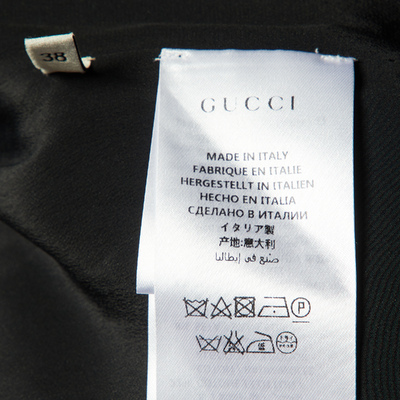 38
GUCCI
MADE IN ITALY
FABRIQUE EN ITALIE
HERGESTELLT IN ITALIEN
HECHO EN ITALIA
СДЕЛАНО В ИТАЛИИ
イタリア製
产地:意大利
صنع في إيطاليا
P